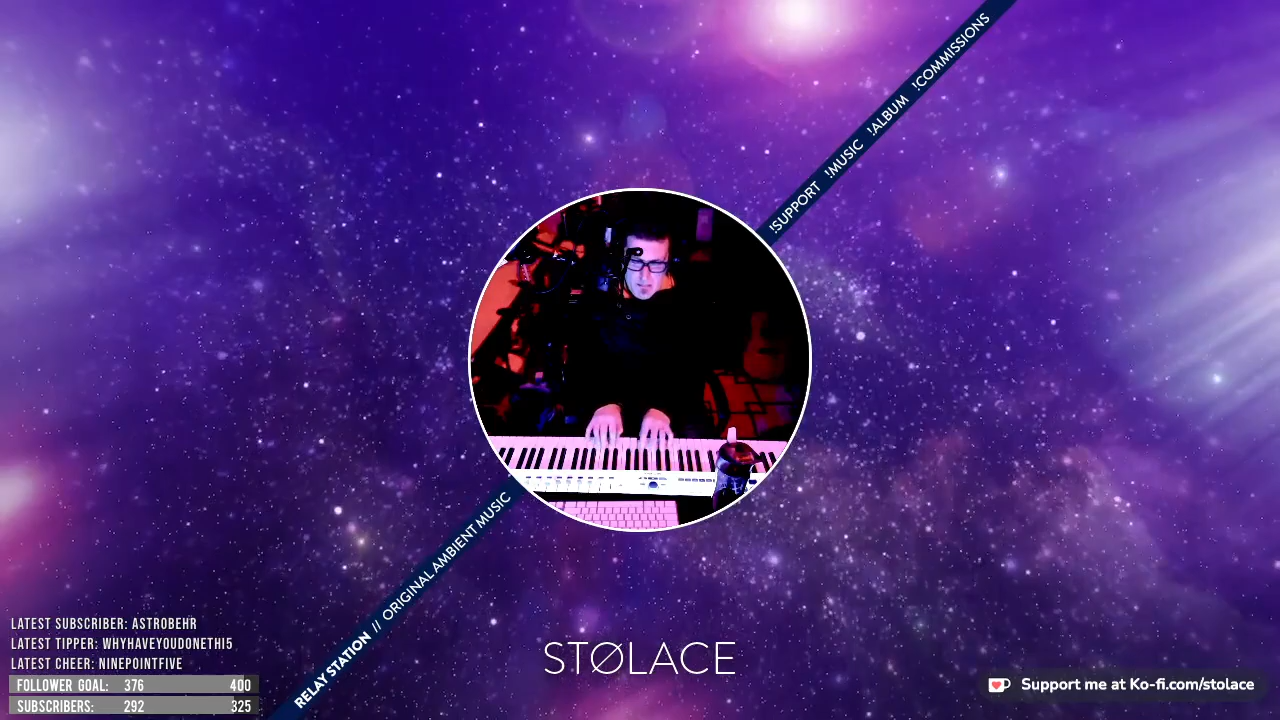 !SUPPORT !MUSIC !ALBUM !COMMISSIONS
RELAY STATION // ORIGINAL AMBIENT MUSIC
LATEST SUBSCRIBER: ASTROBEHR
LATEST TIPPER: WHYHAVEYOUDONETHI5
LATEST CHEER: NINEPOINTFIVE
FOLLOWER GOAL: 376 400
SUBSCRIBERS: 292 325
STØLACE
Support me at Ko-fi.com/stolace